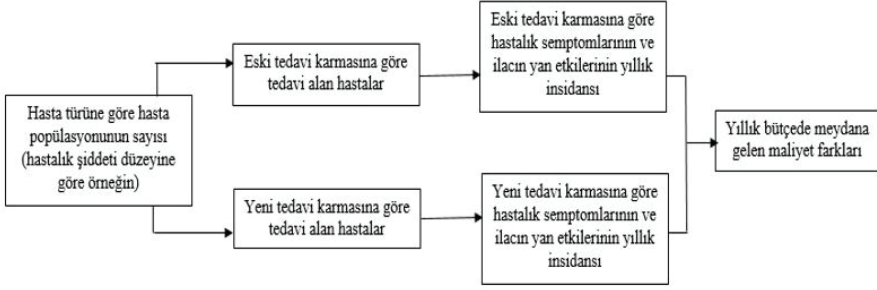 Hasta türüne göre hasta
popülasyonunun sayısı
(hastalık şiddeti düzeyine
göre örneğin)
Eski tedavi karmasına göre
tedavi alan hastalar
Eski tedavi karmasına göre
hastalık semptomlarının ve
ilacın yan etkilerinin yıllık
insidansı
Yeni tedavi karmasına göre
tedavi alan hastalar
Yeni tedavi karmasına göre
hastalık semptomlarının ve
ilacın yan etkilerinin yıllık
insidansı
Yıllık bütçede meydana
gelen maliyet farkları